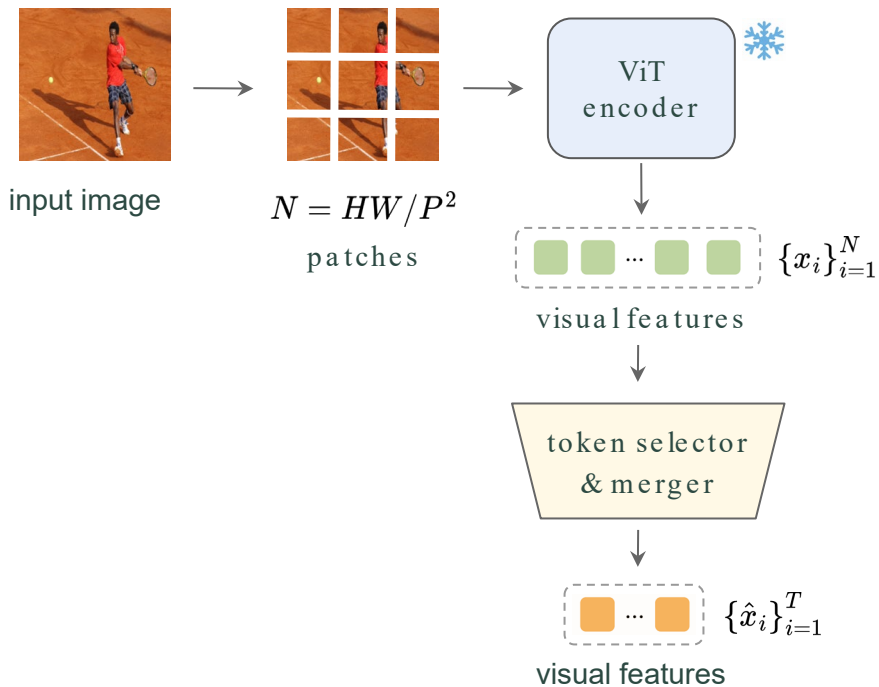 ViT
encoder
input image
N = HW/P²
patches
... {x_i}_{i=1}^N
visual features
token selector
& merger
... {x̂_i}_{i=1}^T
visual features